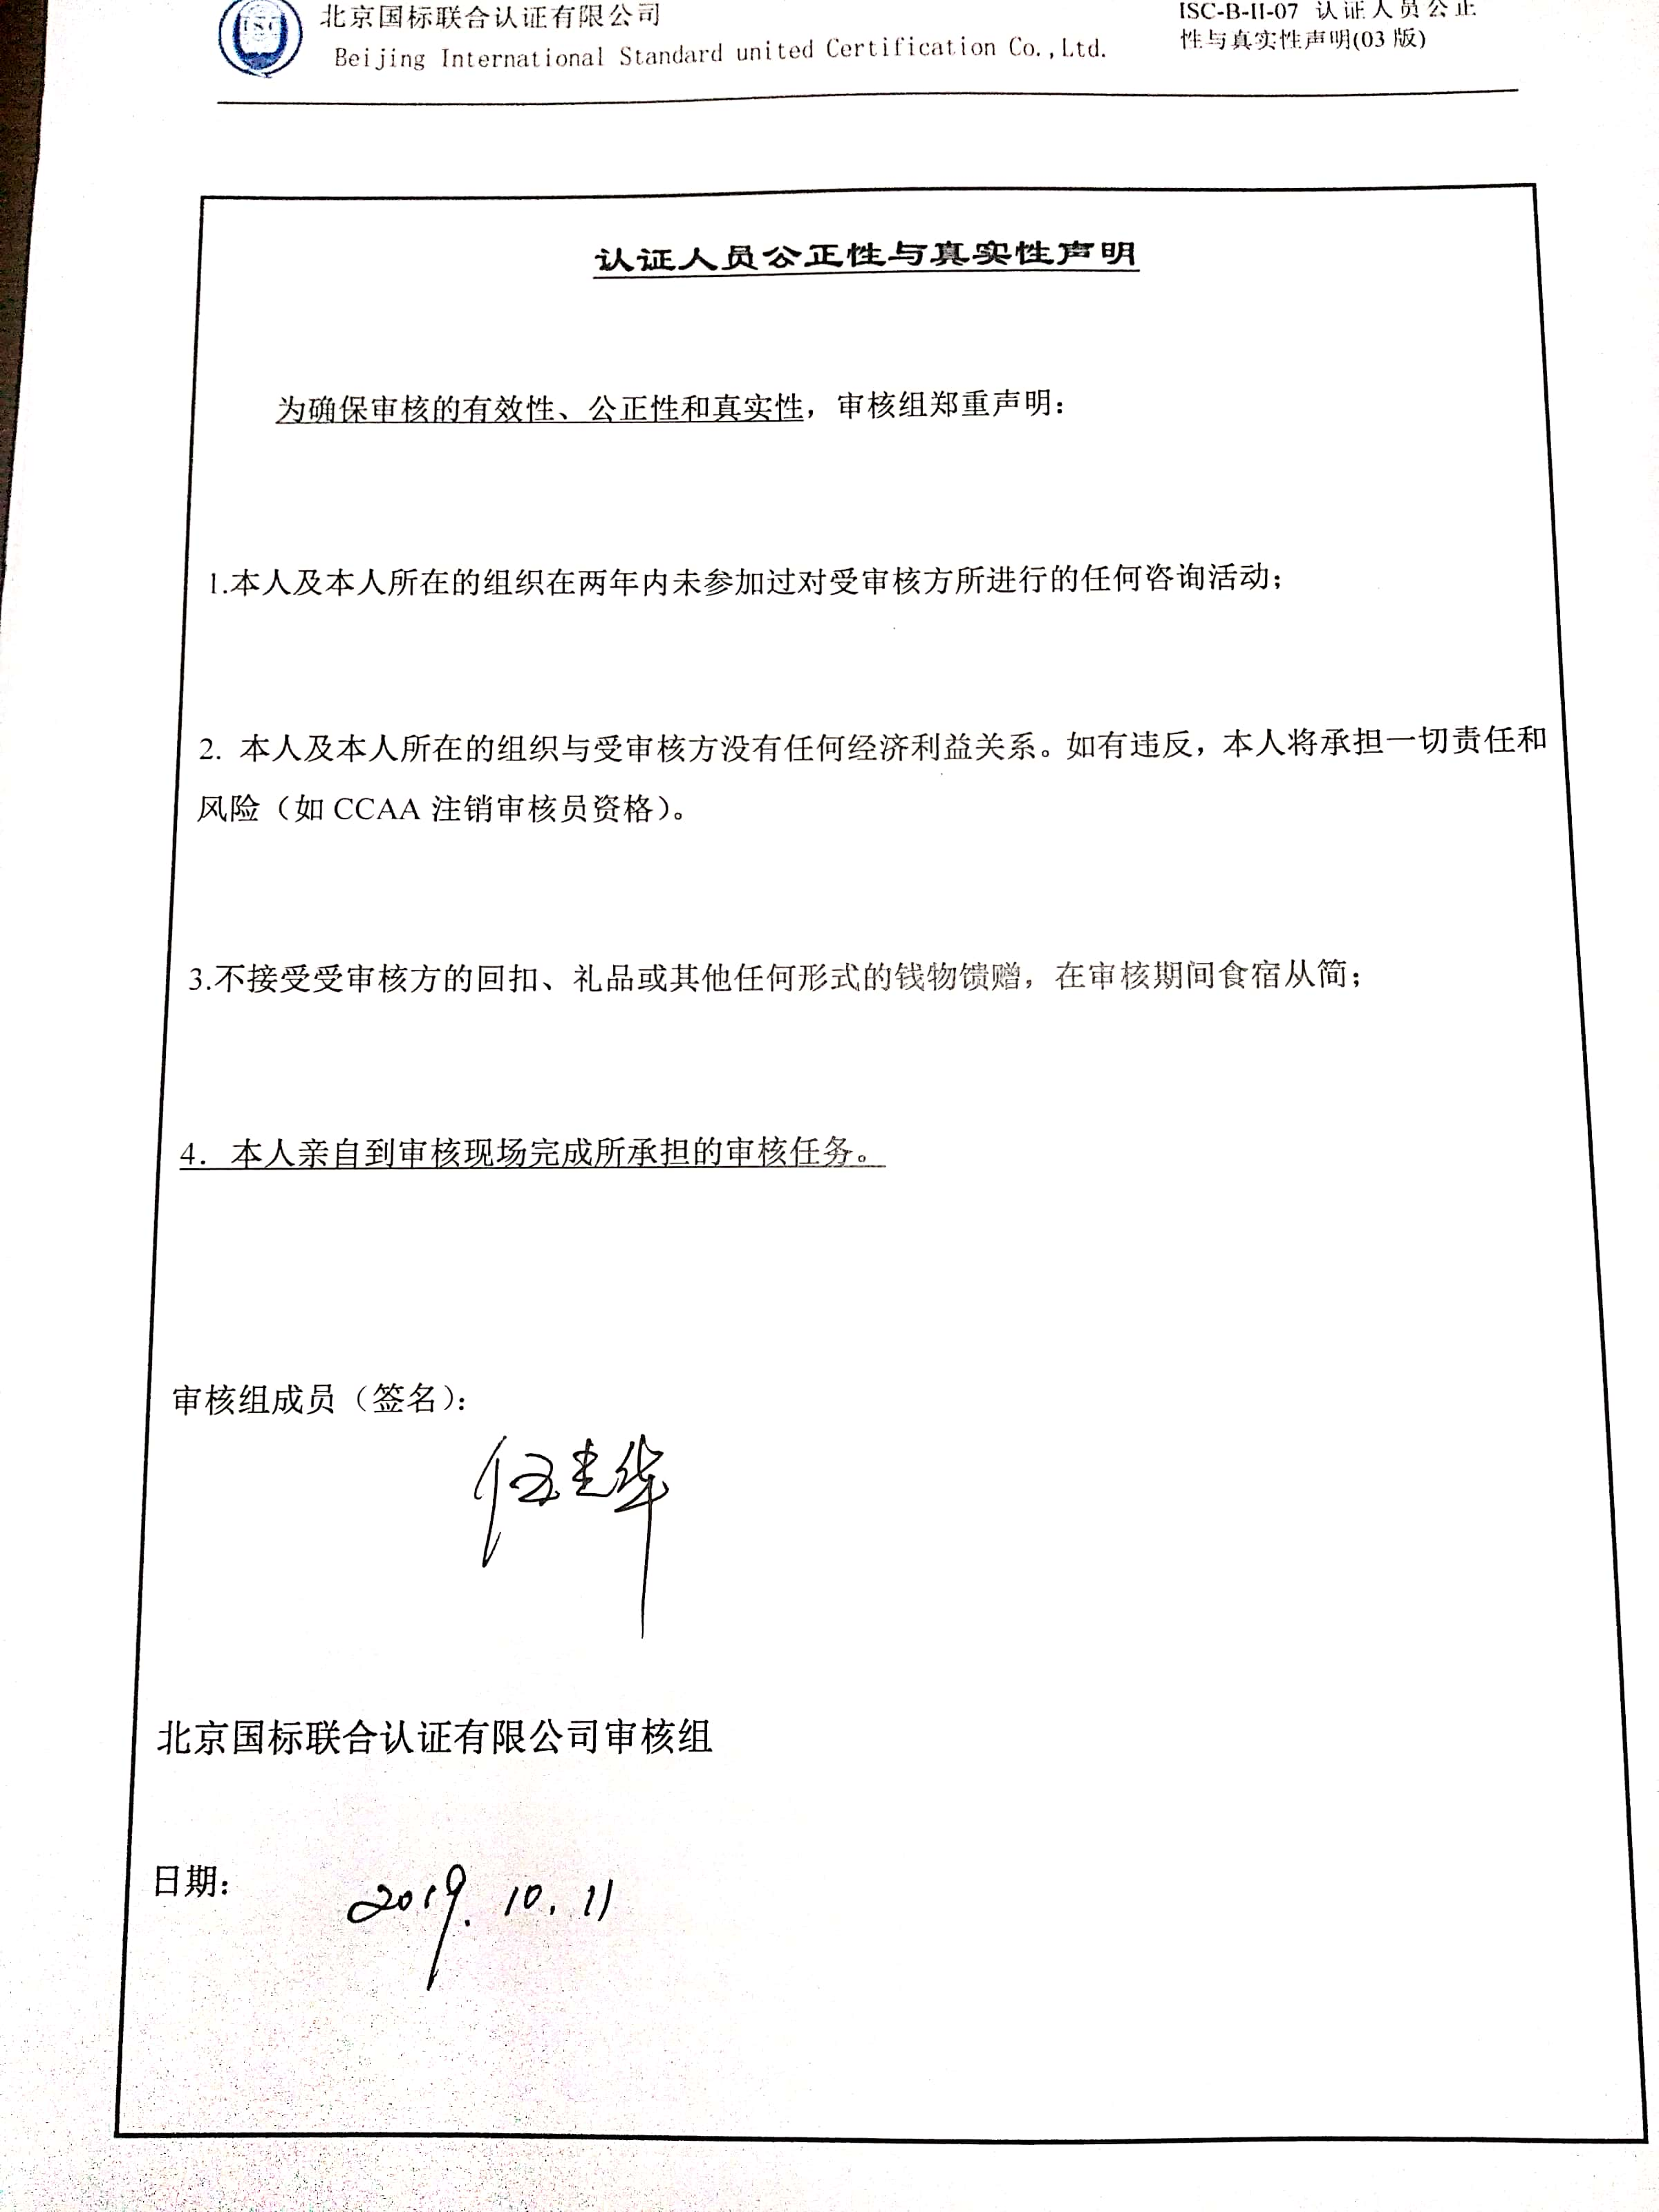 ISC
北京国标联合认证有限公司
Beijing International Standard united Certification Co.,Ltd.
ISC-B-II-07 认证人员公正
性与真实性声明(03 版)
认证人员公正性与真实性声明
为确保审核的有效性、公正性和真实性，审核组郑重声明：
1.本人及本人所在的组织在两年内未参加过对受审核方所进行的任何咨询活动；
2. 本人及本人所在的组织与受审核方没有任何经济利益关系。如有违反，本人将承担一切责任和
风险（如 CCAA 注销审核员资格）。
3.不接受受审核方的回扣、礼品或其他任何形式的钱物馈赠，在审核期间食宿从简；
4. 本人亲自到审核现场完成所承担的审核任务。
审核组成员（签名）：
北京国标联合认证有限公司审核组
日期：
2019. 10. 11